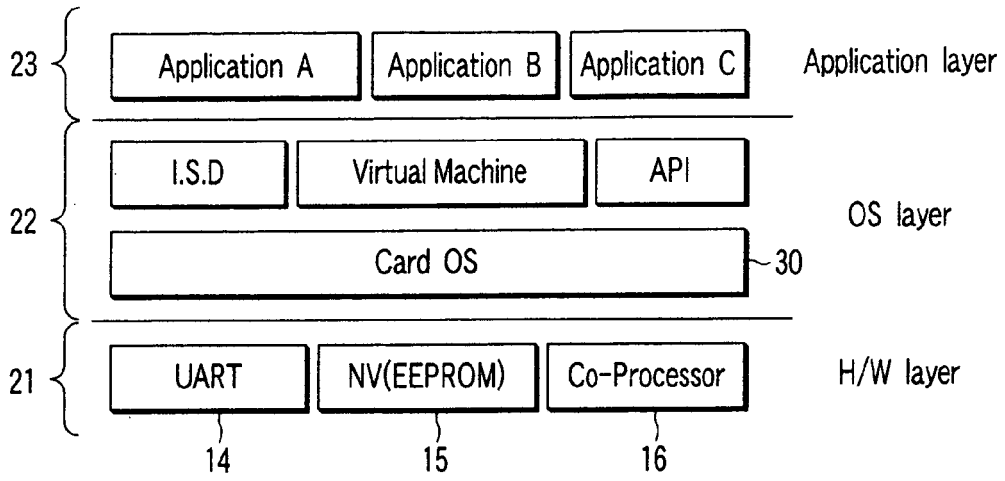 23
Application A
Application B
Application C
Application layer
I.S.D
Virtual Machine
API
22
OS layer
Card OS
30
21
UART
NV(EEPROM)
Co-Processor
H/W layer
14
15
16